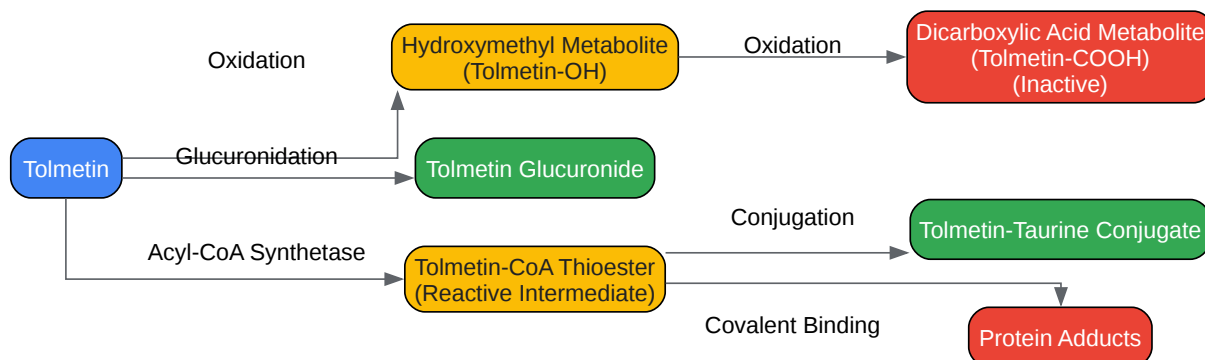 Oxidation
Hydroxymethyl Metabolite
(Tolmetin-OH)
Oxidation
Dicarboxylic Acid Metabolite
(Tolmetin-COOH)
(Inactive)
Tolmetin
Glucuronidation
Tolmetin Glucuronide
Acyl-CoA Synthetase
Tolmetin-CoA Thioester
(Reactive Intermediate)
Conjugation
Tolmetin-Taurine Conjugate
Covalent Binding
Protein Adducts